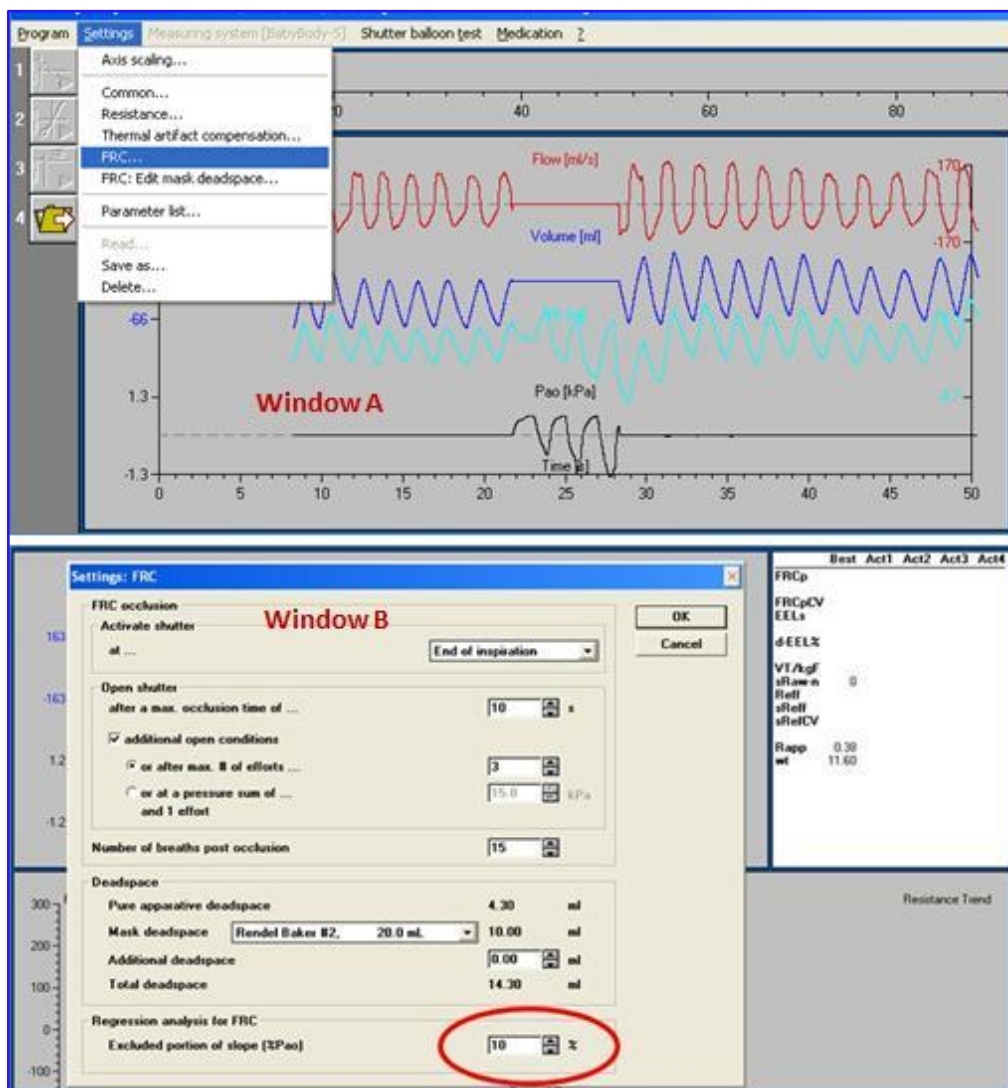 Program Settings Measuring system [BabyBody-S] Shutter balloon test Medication ?
Axis scaling...
Common...
Resistance...
Thermal artifact compensation...
FRC...
FRC: Edit mask deadspace...
Parameter list...
Read...
Save as...
Delete...
1
2
3
4
20 40 60 80
Flow [ml/s]
170
-170
Volume [ml]
-66
1.3
Window A
Pao [kPa]
Time [s]
-1.3
0 5 10 15 20 25 30 35 40 45 50
Settings: FRC
Window B
FRC occlusion
Activate shutter
at ... End of inspiration
OK
Cancel
Open shutter
after a max. occlusion time of ... 10 s
additional open conditions
or after max. # of efforts ... 3
or at a pressure sum of ... 15.0 kPa
and 1 effort
Number of breaths post occlusion 15
Deadspace
Pure apparative deadspace 4.30 ml
Mask deadspace Rendel Baker #2, 20.0 mL 10.00 ml
Additional deadspace 0.00 ml
Total deadspace 14.30 ml
Regression analysis for FRC
Excluded portion of slope (%Pao) 10 %
163
-163
1.2
-1.2
300
200
100
0
-100
Best Act1 Act2 Act3 Act4
FRCp
FRCpCV
EELs
d-EEL%
VT/kgF
sRaw-n 0
Reff
sReff
sRefCV
Rapp 0.38
wt 11.60
Resistance Trend